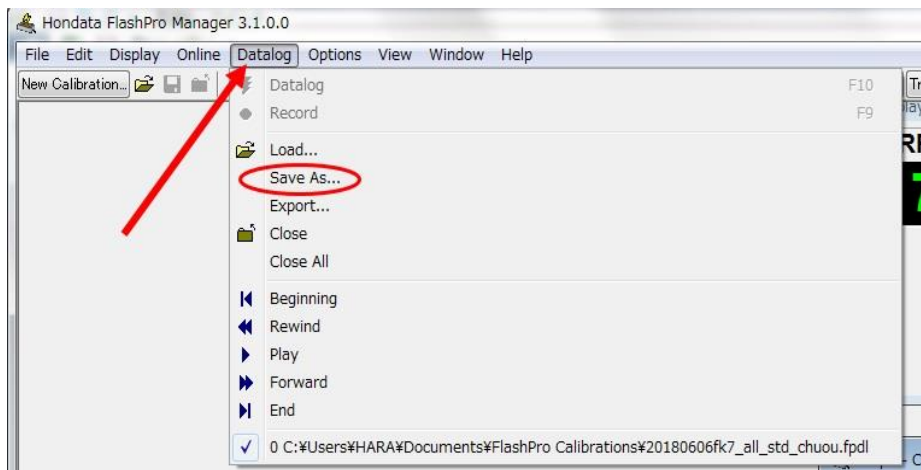 Hondata FlashPro Manager 3.1.0.0
File Edit Display Online Datalog Options View Window Help
New Calibration...
Datalog F10
Record F9
Load...
Save As...
Export...
Close
Close All
Beginning
Rewind
Play
Forward
End
0 C:¥Users¥HARA¥Documents¥FlashPro Calibrations¥20180606fk7_all_std_chuou.fpdl